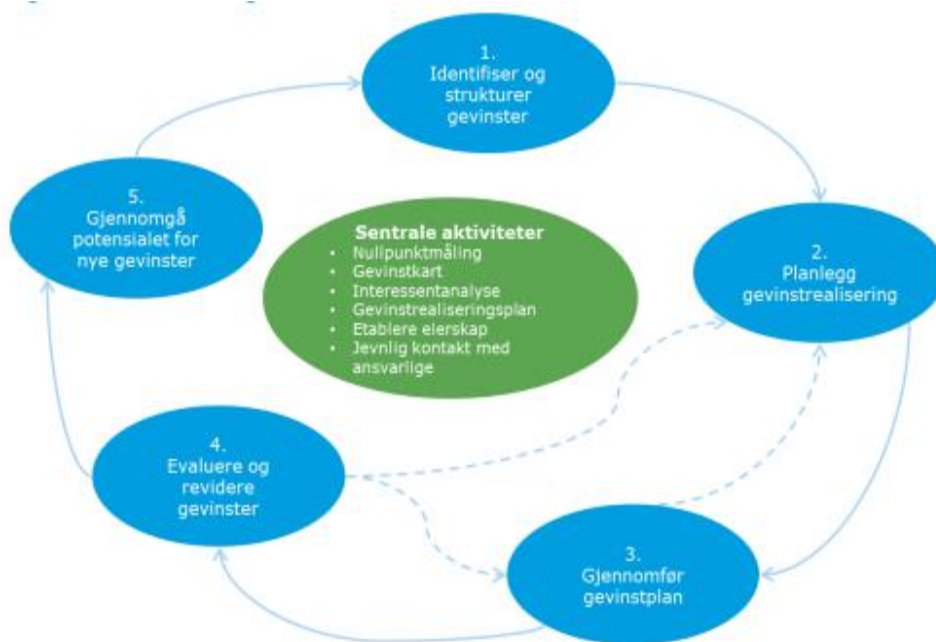 1.
Identifiser og
strukturer
gevinster
2.
Planlegg
gevinstrealisering
3.
Gjennomfør
gevinstplan
4.
Evaluere og
revidere
gevinster
5.
Gjennomgå
potensialet for
nye gevinster
Sentrale aktiviteter
• Nullpunktmåling
• Gevinstkart
• Interessentanalyse
• Gevinstrealiseringsplan
• Etablere eierskap
• Jevnlig kontakt med
ansvarlige